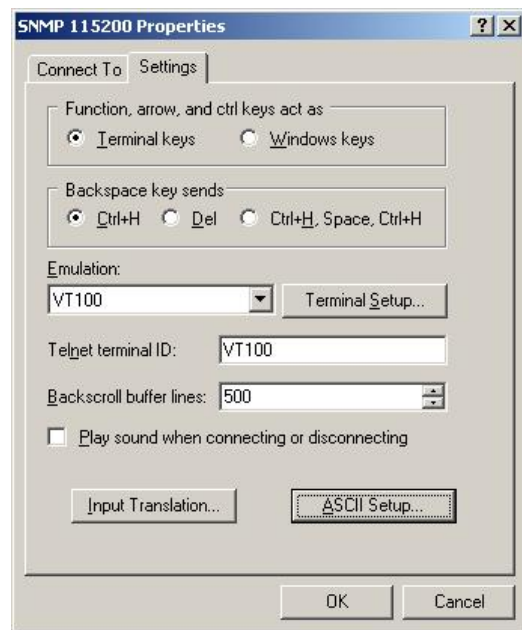 SNMP 115200 Properties
Connect To Settings
Function, arrow, and ctrl keys act as
Terminal keys Windows keys
Backspace key sends
Ctrl+H Del Ctrl+H, Space, Ctrl+H
Emulation:
VT100 Terminal Setup...
Telnet terminal ID: VT100
Backscroll buffer lines: 500
Play sound when connecting or disconnecting
Input Translation... ASCII Setup...
OK Cancel